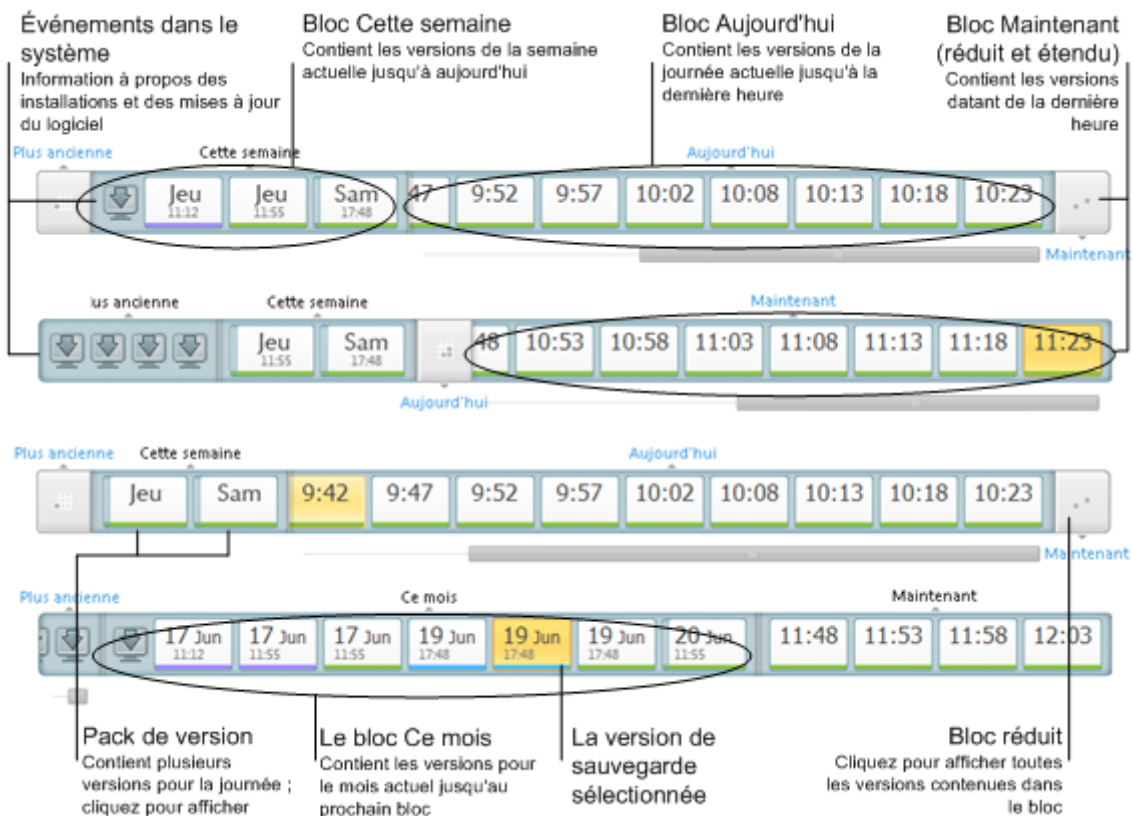 Événements dans le
système
Information à propos des
installations et des mises à jour
du logiciel
Bloc Cette semaine
Contient les versions de la semaine
actuelle jusqu'à aujourd'hui
Bloc Aujourd'hui
Contient les versions de la
journée actuelle jusqu'à la
dernière heure
Bloc Maintenant
(réduit et étendu)
Contient les versions
datant de la dernière
heure
Plus ancienne
Cette semaine
Aujourd'hui
Jeu
11:12
Jeu
11:55
Sam
17:48
47
9:52
9:57
10:02
10:08
10:13
10:18
10:23
Maintenant
lus ancienne
Cette semaine
Maintenant
Jeu
11:55
Sam
17:48
48
10:53
10:58
11:03
11:08
11:13
11:18
11:23
Aujourd'hui
Plus ancienne
Cette semaine
Aujourd'hui
Jeu
Sam
9:42
9:47
9:52
9:57
10:02
10:08
10:13
10:18
10:23
Maintenant
Plus ancienne
Ce mois
Maintenant
17 Jun
11:12
17 Jun
11:55
17 Jun
11:55
19 Jun
17:48
19 Jun
17:48
19 Jun
17:48
20 Jun
11:55
11:48
11:53
11:58
12:03
Pack de version
Contient plusieurs
versions pour la journée ;
cliquez pour afficher
Le bloc Ce mois
Contient les versions pour
le mois actuel jusqu'au
prochain bloc
La version de
sauvegarde
sélectionnée
Bloc réduit
Cliquez pour afficher toutes
les versions contenues dans
le bloc